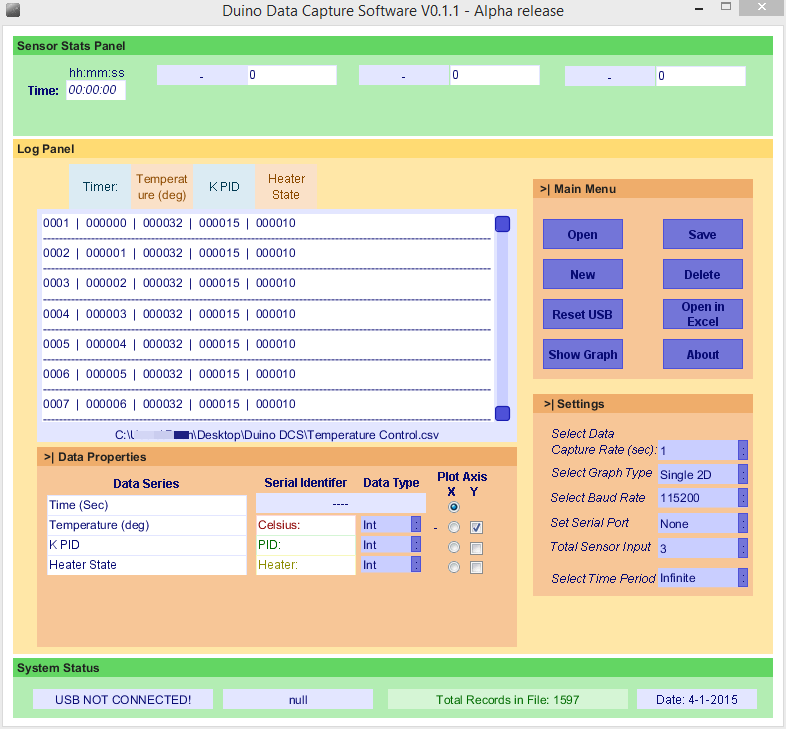 Duino Data Capture Software V0.1.1 - Alpha release
Sensor Stats Panel
hh:mm:ss
Time: 00:00:00 - 0 - 0 - 0
Log Panel
Timer: Temperat ure (deg) K PID Heater State
0001 | 000000 | 000032 | 000015 | 000010
0002 | 000001 | 000032 | 000015 | 000010
0003 | 000002 | 000032 | 000015 | 000010
0004 | 000003 | 000032 | 000015 | 000010
0005 | 000004 | 000032 | 000015 | 000010
0006 | 000005 | 000032 | 000015 | 000010
0007 | 000006 | 000032 | 000015 | 000010
\Desktop\Duino DCS\Temperature Control.csv
>| Main Menu
Open Save
New Delete
Reset USB Open in Excel
Show Graph About
>| Data Properties
Data Series Serial Identifer Data Type Plot Axis
X Y
Time (Sec) ----
Temperature (deg) Celsius: Int : -
K PID PID: Int :
Heater State Heater: Int :
>| Settings
Select Data
Capture Rate (sec): 1 :
Select Graph Type Single 2D :
Select Baud Rate 115200 :
Set Serial Port None :
Total Sensor Input 3 :
Select Time Period Infinite :
System Status
USB NOT CONNECTED! null Total Records in File: 1597 Date: 4-1-2015